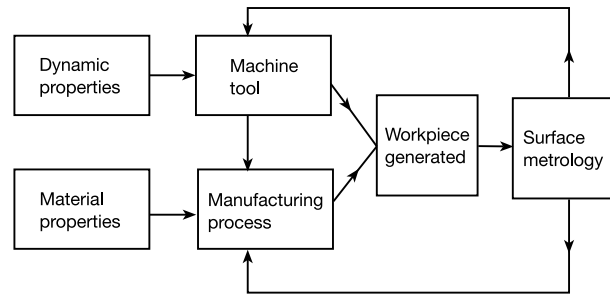 Dynamic
properties
Machine
tool
Workpiece
generated
Surface
metrology
Material
properties
Manufacturing
process